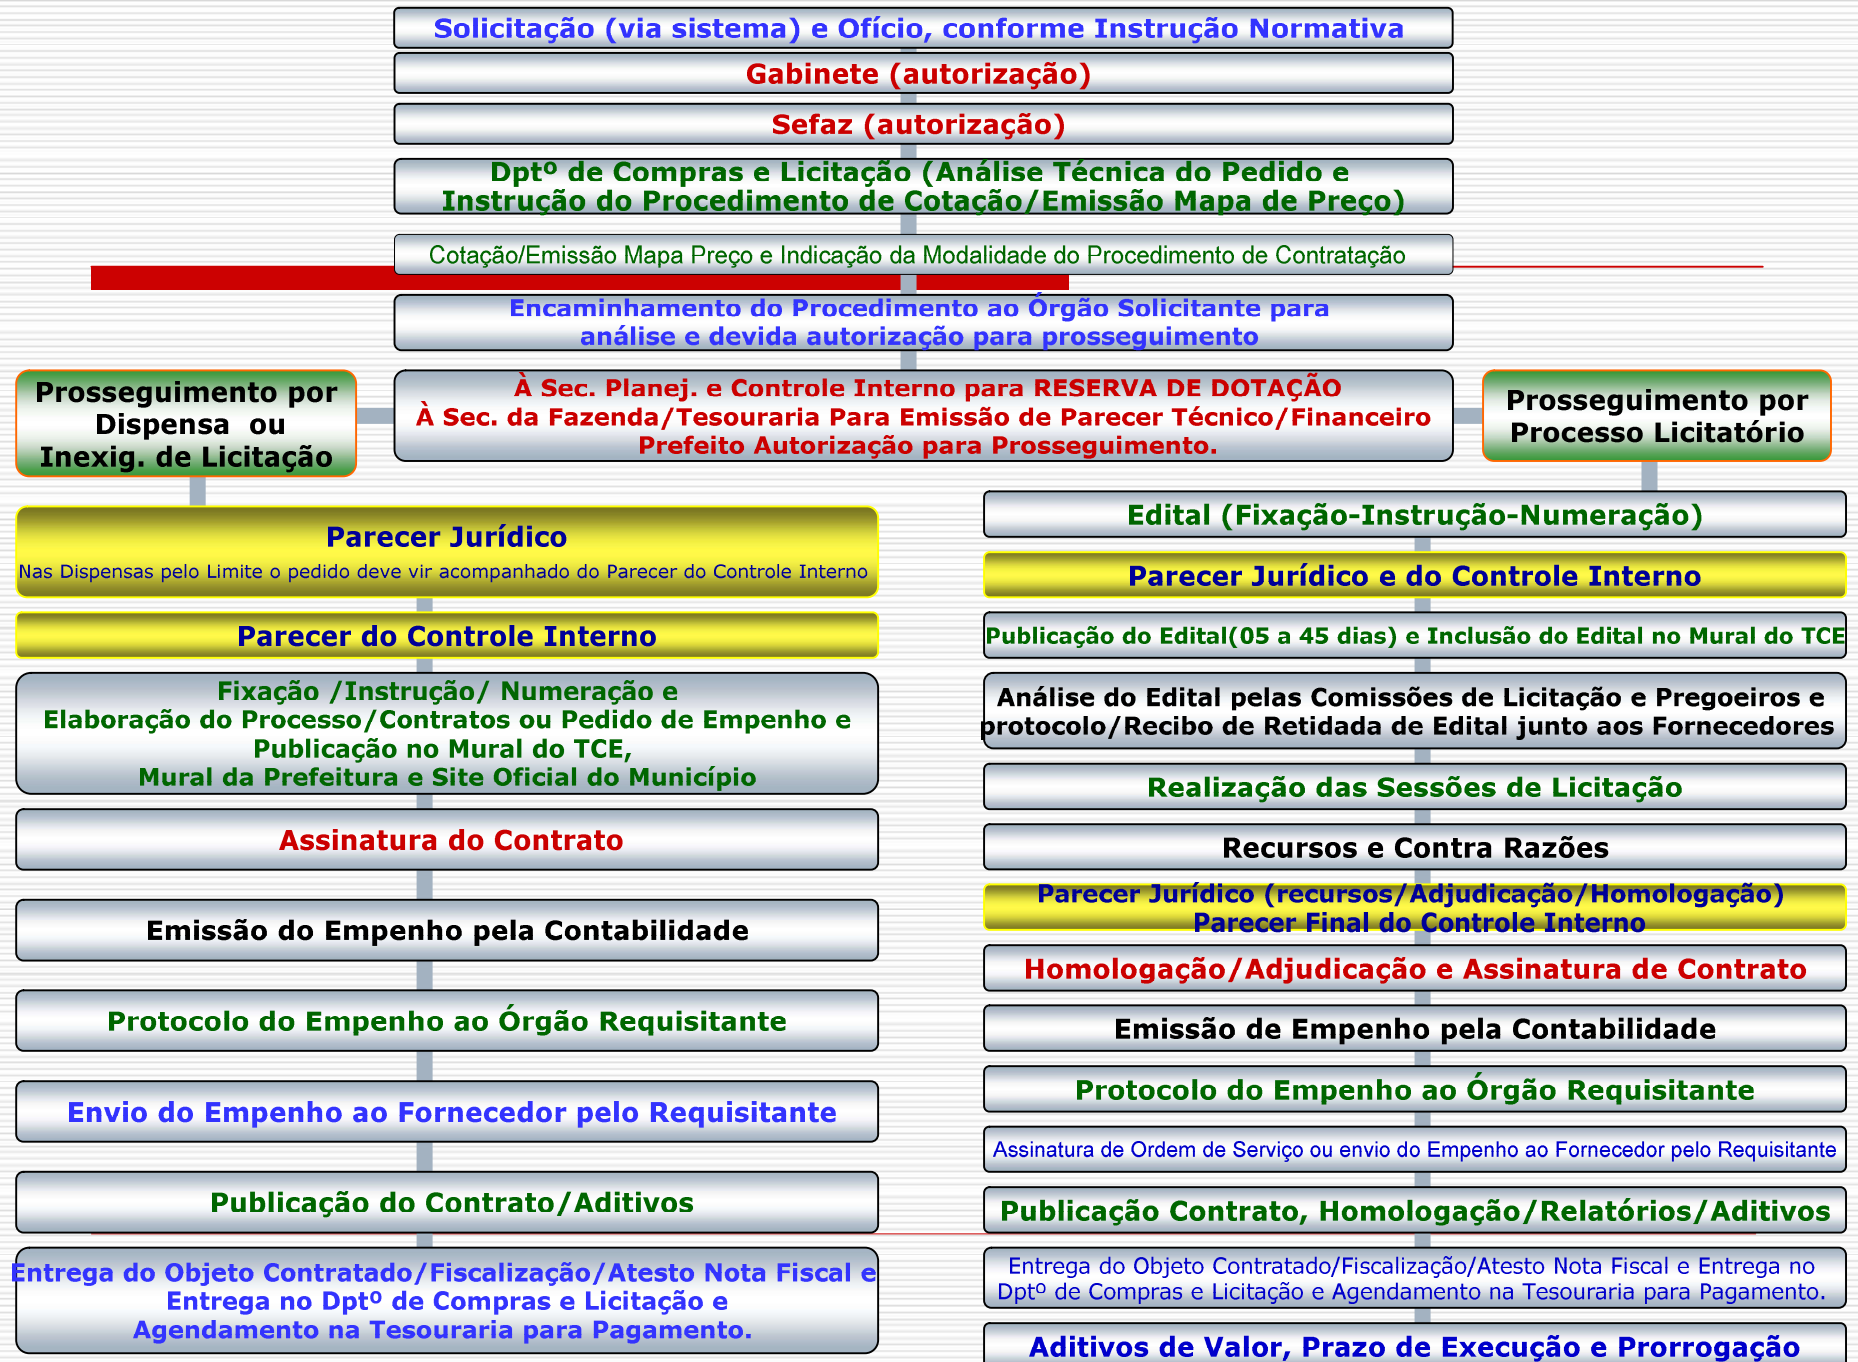 Solicitação (via sistema) e Ofício, conforme Instrução Normativa
Gabinete (autorização)
Sefaz (autorização)
Dptº de Compras e Licitação (Análise Técnica do Pedido e
Instrução do Procedimento de Cotação/Emissão Mapa de Preço)
Cotação/Emissão Mapa Preço e Indicação da Modalidade do Procedimento de Contratação
Encaminhamento do Procedimento ao Órgão Solicitante para
análise e devida autorização para prosseguimento
À Sec. Planej. e Controle Interno para RESERVA DE DOTAÇÃO
À Sec. da Fazenda/Tesouraria Para Emissão de Parecer Técnico/Financeiro
Prefeito Autorização para Prosseguimento.
Prosseguimento por
Dispensa ou
Inexig. de Licitação
Parecer Jurídico
Nas Dispensas pelo Limite o pedido deve vir acompanhado do Parecer do Controle Interno
Parecer do Controle Interno
Fixação /Instrução/ Numeração e
Elaboração do Processo/Contratos ou Pedido de Empenho e
Publicação no Mural do TCE,
Mural da Prefeitura e Site Oficial do Município
Assinatura do Contrato
Emissão do Empenho pela Contabilidade
Protocolo do Empenho ao Órgão Requisitante
Envio do Empenho ao Fornecedor pelo Requisitante
Publicação do Contrato/Aditivos
Entrega do Objeto Contratado/Fiscalização/Atesto Nota Fiscal e
Entrega no Dptº de Compras e Licitação e
Agendamento na Tesouraria para Pagamento.
Prosseguimento por
Processo Licitatório
Edital (Fixação-Instrução-Numeração)
Parecer Jurídico e do Controle Interno
Publicação do Edital(05 a 45 dias) e Inclusão do Edital no Mural do TCE
Análise do Edital pelas Comissões de Licitação e Pregoeiros e
protocolo/Recibo de Retidada de Edital junto aos Fornecedores
Realização das Sessões de Licitação
Recursos e Contra Razões
Parecer Jurídico (recursos/Adjudicação/Homologação)
Parecer Final do Controle Interno
Homologação/Adjudicação e Assinatura de Contrato
Emissão de Empenho pela Contabilidade
Protocolo do Empenho ao Órgão Requisitante
Assinatura de Ordem de Serviço ou envio do Empenho ao Fornecedor pelo Requisitante
Publicação Contrato, Homologação/Relatórios/Aditivos
Entrega do Objeto Contratado/Fiscalização/Atesto Nota Fiscal e Entrega no
Dptº de Compras e Licitação e Agendamento na Tesouraria para Pagamento.
Aditivos de Valor, Prazo de Execução e Prorrogação